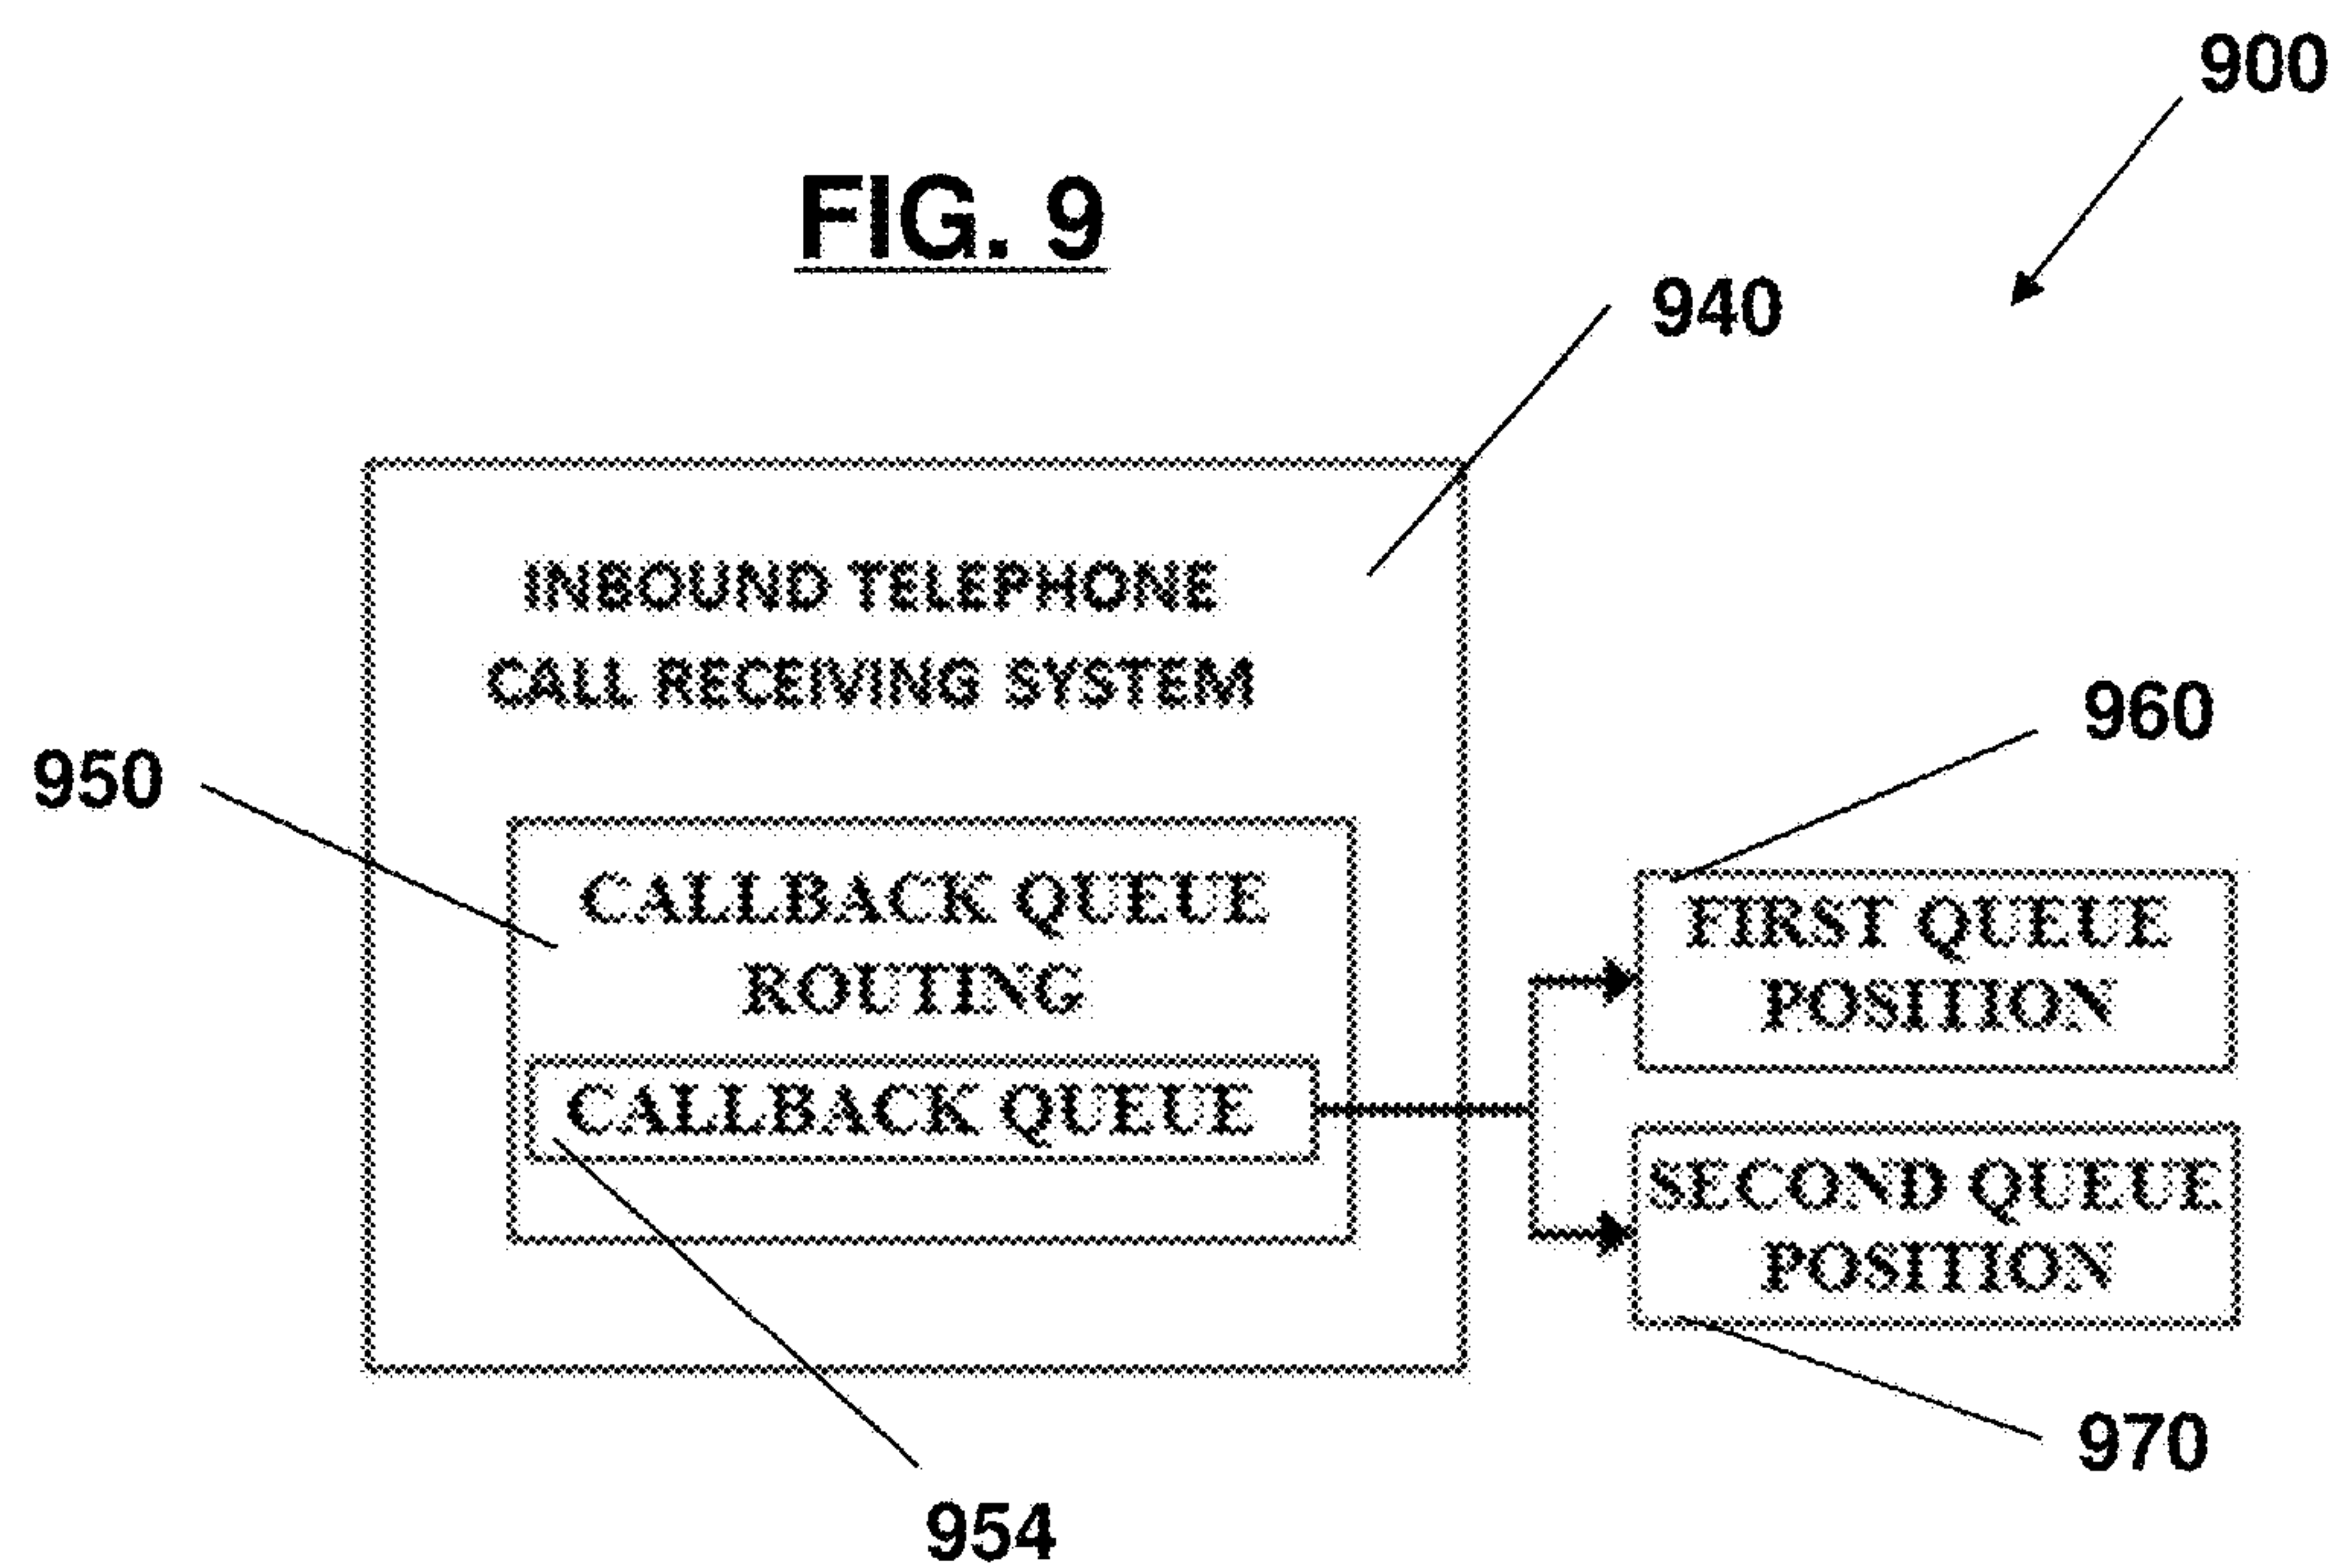 900
FIG. 9
940
INBOUND TELEPHONE
CALL RECEIVING SYSTEM
960
950
CALLBACK QUEUE
ROUTING
FIRST QUEUE
POSITION
CALLBACK QUEUE
SECOND QUEUE
POSITION
970
954